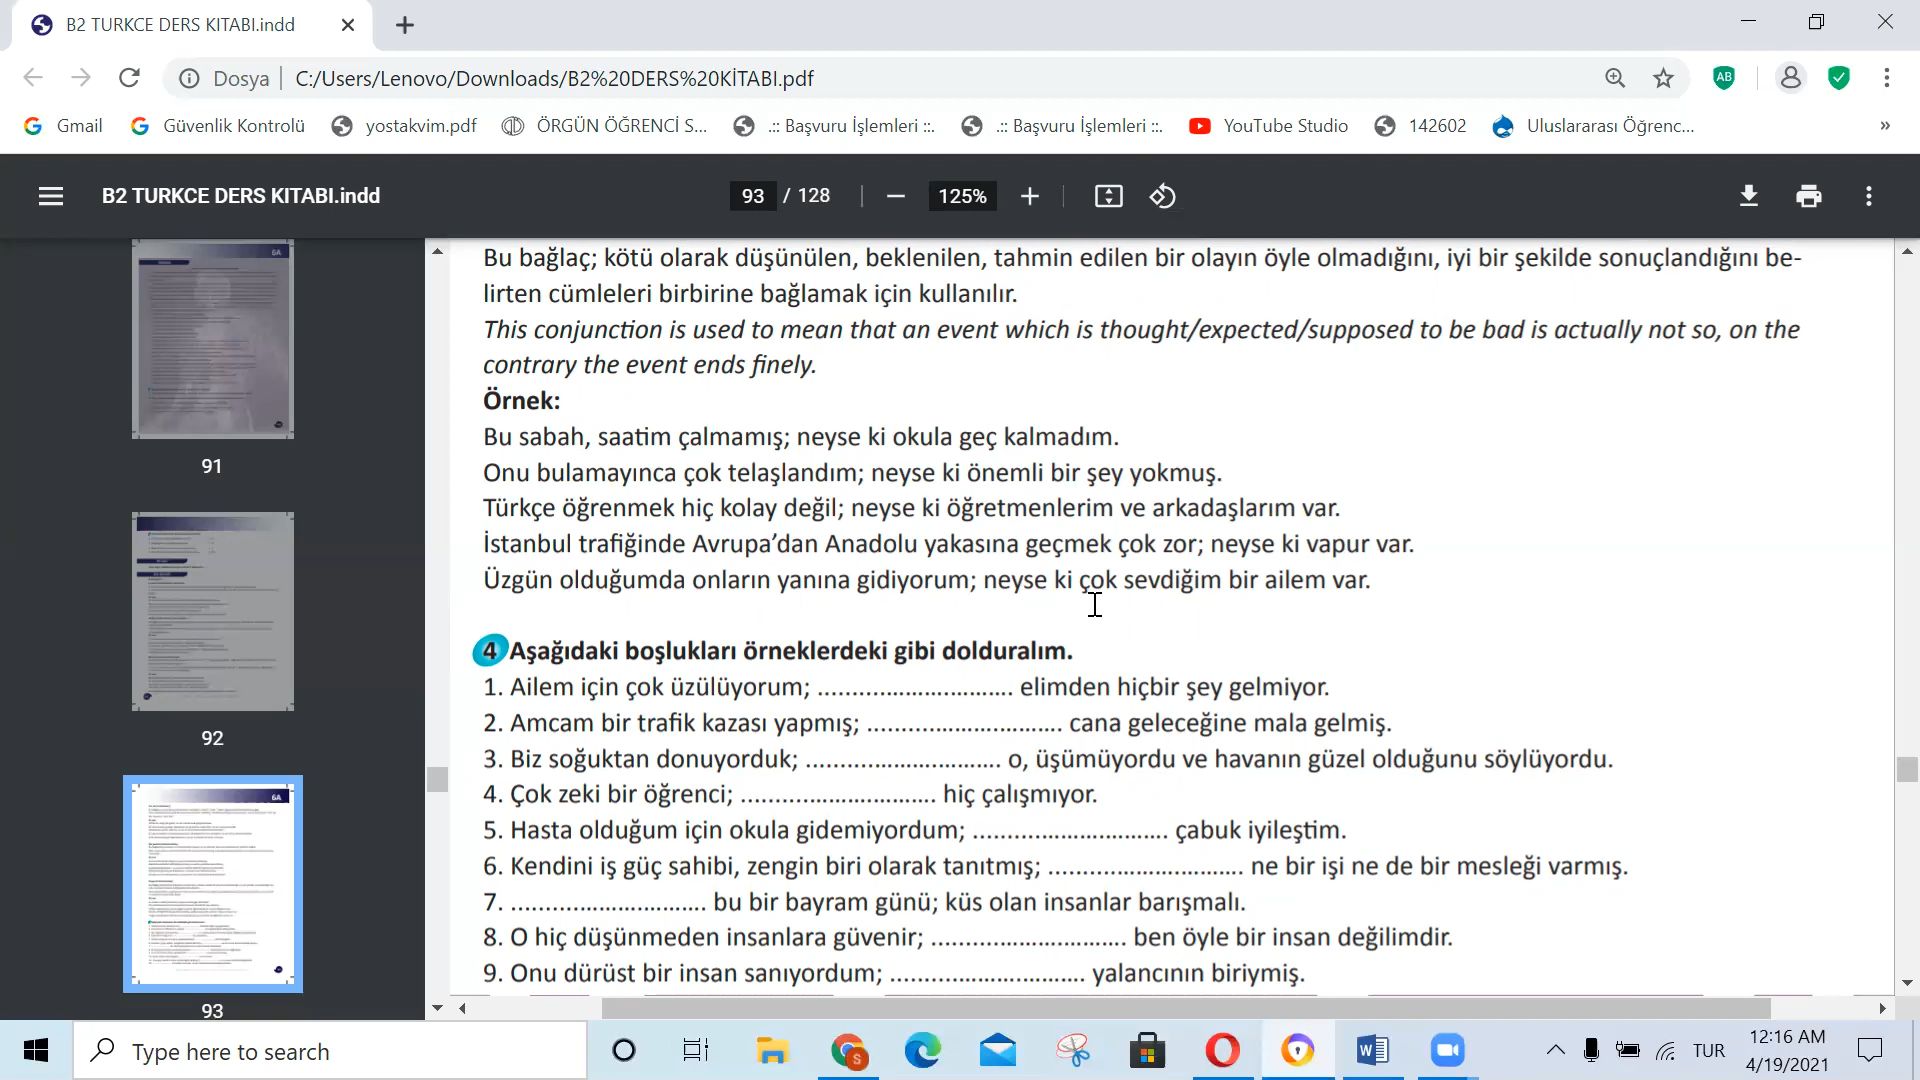 B2 TURKCE DERS KITABI.indd
Dosya C:/Users/Lenovo/Downloads/B2%20DERS%20KİTABI.pdf
AB
Gmail Güvenlik Kontrolü yostakvim.pdf ÖRGÜN ÖĞRENCİ S... .:: Başvuru İşlemleri ::. .:: Başvuru İşlemleri ::. YouTube Studio 142602 Uluslararası Öğrenc... »
B2 TURKCE DERS KITABI.indd 93 / 128 125%
Bu bağlaç; kötü olarak düşünülen, beklenilen, tahmin edilen bir olayın öyle olmadığını, iyi bir şekilde sonuçlandığını be-
lirten cümleleri birbirine bağlamak için kullanılır.
This conjunction is used to mean that an event which is thought/expected/supposed to be bad is actually not so, on the
contrary the event ends finely.
Örnek:
Bu sabah, saatim çalmamış; neyse ki okula geç kalmadım.
Onu bulamayınca çok telaşlandım; neyse ki önemli bir şey yokmuş.
Türkçe öğrenmek hiç kolay değil; neyse ki öğretmenlerim ve arkadaşlarım var.
İstanbul trafiğinde Avrupa’dan Anadolu yakasına geçmek çok zor; neyse ki vapur var.
Üzgün olduğumda onların yanına gidiyorum; neyse ki çok sevdiğim bir ailem var.
4 Aşağıdaki boşlukları örneklerdeki gibi dolduralım.
1. Ailem için çok üzülüyorum; ............................. elimden hiçbir şey gelmiyor.
2. Amcam bir trafik kazası yapmış; ............................. cana geleceğine mala gelmiş.
3. Biz soğuktan donuyorduk; ............................. o, üşümüyordu ve havanın güzel olduğunu söylüyordu.
4. Çok zeki bir öğrenci; ............................. hiç çalışmıyor.
5. Hasta olduğum için okula gidemiyordum; ............................. çabuk iyileştim.
6. Kendini iş güç sahibi, zengin biri olarak tanıtmış; ............................. ne bir işi ne de bir mesleği varmış.
7. ............................. bu bir bayram günü; küs olan insanlar barışmalı.
8. O hiç düşünmeden insanlara güvenir; ............................. ben öyle bir insan değilimdir.
9. Onu dürüst bir insan sanıyordum; ............................. yalancının biriymiş.
6A
91
92
6A
93
Type here to search
S
TUR
12:16 AM
4/19/2021